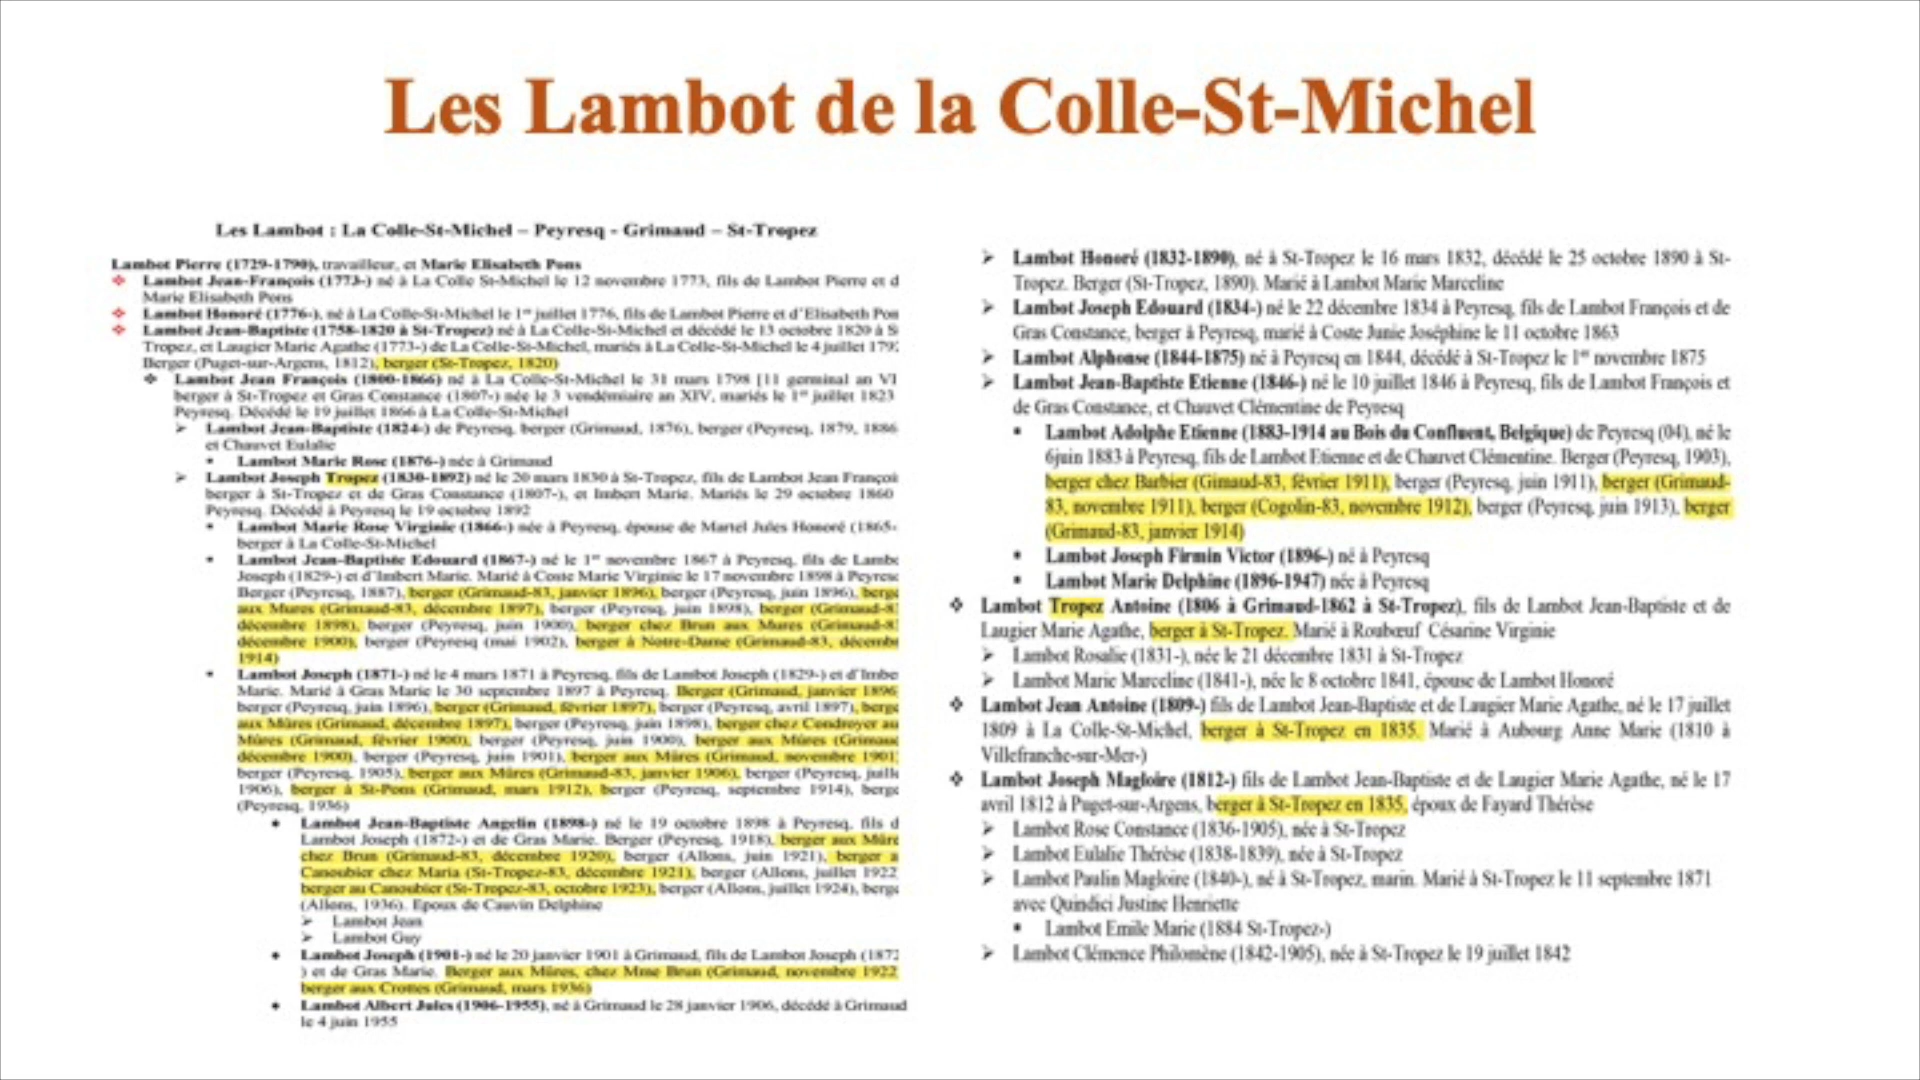 Les Lambot de la Colle-St-Michel
Les Lambot : La Colle-St-Michel – Peyresq - Grimaud – St-Tropez
Lambot Pierre (1729-1790), travailleur, et Marie Elisabeth Pons
❖ Lambot Jean-François (1773-) né à La Colle St-Michel le 12 novembre 1773, fils de Lambot Pierre et d
Marie Elisabeth Pons
❖ Lambot Honoré (1776-), né à La Colle-St-Michel le 1er juillet 1776, fils de Lambot Pierre et d'Elisabeth Pon
❖ Lambot Jean-Baptiste (1758-1820 à St-Tropez) né à La Colle-St-Michel et décédé le 13 octobre 1820 à S
Tropez, et Laugier Marie Agathe (1773-) de La Colle-St-Michel, mariés à La Colle-St-Michel le 4 juillet 179
Berger (Puget-sur-Argens, 1812), berger (St-Tropez, 1820)
❖ Lambot Jean François (1800-1866) né à La Colle-St-Michel le 31 mars 1798 [11 germinal an VI
berger à St-Tropez et Gras Constance (1807-) née le 3 vendémiaire an XIV, mariés le 1er juillet 1823
Peyresq. Décédé le 19 juillet 1866 à La Colle-St-Michel
➢ Lambot Jean-Baptiste (1824-) de Peyresq, berger (Grimaud, 1876), berger (Peyresq, 1879, 1886
et Chauvet Eulalie
▪ Lambot Marie Rose (1876-) née à Grimaud
➢ Lambot Joseph Tropez (1830-1892) né le 20 mars 1830 à St-Tropez, fils de Lambot Jean Françoi
berger à St-Tropez et de Gras Constance (1807-), et Imbert Marie. Mariés le 29 octobre 1860
Peyresq. Décédé à Peyresq le 19 octobre 1892
▪ Lambot Marie Rose Virginie (1866-) née à Peyresq, épouse de Martel Jules Honoré (1865-
berger à La Colle-St-Michel
▪ Lambot Jean-Baptiste Edouard (1867-) né le 1er novembre 1867 à Peyresq, fils de Lambo
Joseph (1829-) et d'Imbert Marie. Marié à Coste Marie Virginie le 17 novembre 1898 à Peyres
Berger (Peyresq, 1887), berger (Grimaud-83, janvier 1896), berger (Peyresq, juin 1896), berge
aux Mures (Grimaud-83, décembre 1897), berger (Peyresq, juin 1898), berger (Grimaud-8
décembre 1898), berger (Peyresq, juin 1900), berger chez Brun aux Mures (Grimaud-8
décembre 1900), berger (Peyresq (mai 1902), berger à Notre-Dame (Grimaud-83, décemb
1914)
▪ Lambot Joseph (1871-) né le 4 mars 1871 à Peyresq, fils de Lambot Joseph (1829-) et d'Imbe
Marie. Marié à Gras Marie le 30 septembre 1897 à Peyresq. Berger (Grimaud, janvier 1896
berger (Peyresq, juin 1896), berger (Grimaud, février 1897), berger (Peyresq, avril 1897), berge
aux Mûres (Grimaud, décembre 1897), berger (Peyresq, juin 1898), berger chez Condroyer au
Mûres (Grimaud, février 1900), berger (Peyresq, juin 1900), berger aux Mûres (Grimau
décembre 1900), berger (Peyresq, juin 1901), berger aux Mûres (Grimaud, novembre 1901
berger (Peyresq, 1905), berger aux Mûres (Grimaud-83, janvier 1906), berger (Peyresq, juill
1906), berger à St-Pons (Grimaud, mars 1912), berger (Peyresq, septembre 1914), berge
(Peyresq, 1936)
• Lambot Jean-Baptiste Angelin (1898-) né le 19 octobre 1898 à Peyresq, fils d
Lambot Joseph (1872-) et de Gras Marie. Berger (Peyresq, 1918), berger aux Mûre
chez Brun (Grimaud-83, décembre 1920), berger (Allons, juin 1921), berger a
Canoubier chez Maria (St-Tropez-83, décembre 1921), berger (Allons, juillet 1922
berger au Canoubier (St-Tropez-83, octobre 1923), berger (Allons, juillet 1924), berge
(Allons, 1936). Epoux de Cauvin Delphine
➢ Lambot Jean
➢ Lambot Guy
• Lambot Joseph (1901-) né le 20 janvier 1901 à Grimaud, fils de Lambot Joseph (1872
) et de Gras Marie. Berger aux Mûres, chez Mme Brun (Grimaud, novembre 1922
berger aux Crottes (Grimaud, mars 1936)
• Lambot Albert Jules (1906-1955), né à Grimaud le 28 janvier 1906, décédé à Grimaud
le 4 juin 1955
➢ Lambot Honoré (1832-1890), né à St-Tropez le 16 mars 1832, décédé le 25 octobre 1890 à St-
Tropez. Berger (St-Tropez, 1890). Marié à Lambot Marie Marceline
➢ Lambot Joseph Edouard (1834-) né le 22 décembre 1834 à Peyresq, fils de Lambot François et de
Gras Constance, berger à Peyresq, marié à Coste Junie Joséphine le 11 octobre 1863
➢ Lambot Alphonse (1844-1875) né à Peyresq en 1844, décédé à St-Tropez le 1er novembre 1875
➢ Lambot Jean-Baptiste Etienne (1846-) né le 10 juillet 1846 à Peyresq, fils de Lambot François et
de Gras Constance, et Chauvet Clémentine de Peyresq
▪ Lambot Adolphe Etienne (1883-1914 au Bois du Confluent, Belgique) de Peyresq (04), né le
6juin 1883 à Peyresq, fils de Lambot Etienne et de Chauvet Clémentine. Berger (Peyresq, 1903),
berger chez Barbier (Gimaud-83, février 1911), berger (Peyresq, juin 1911), berger (Grimaud-
83, novembre 1911), berger (Cogolin-83, novembre 1912), berger (Peyresq, juin 1913), berger
(Grimaud-83, janvier 1914)
▪ Lambot Joseph Firmin Victor (1896-) né à Peyresq
▪ Lambot Marie Delphine (1896-1947) née à Peyresq
❖ Lambot Tropez Antoine (1806 à Grimaud-1862 à St-Tropez), fils de Lambot Jean-Baptiste et de
Laugier Marie Agathe, berger à St-Tropez. Marié à Roubœuf Césarine Virginie
➢ Lambot Rosalie (1831-), née le 21 décembre 1831 à St-Tropez
➢ Lambot Marie Marceline (1841-), née le 8 octobre 1841, épouse de Lambot Honoré
❖ Lambot Jean Antoine (1809-) fils de Lambot Jean-Baptiste et de Laugier Marie Agathe, né le 17 juillet
1809 à La Colle-St-Michel, berger à St-Tropez en 1835. Marié à Aubourg Anne Marie (1810 à
Villefranche-sur-Mer-)
❖ Lambot Joseph Magloire (1812-) fils de Lambot Jean-Baptiste et de Laugier Marie Agathe, né le 17
avril 1812 à Puget-sur-Argens, berger à St-Tropez en 1835, époux de Fayard Thérèse
➢ Lambot Rose Constance (1836-1905), née à St-Tropez
➢ Lambot Eulalie Thérèse (1838-1839), née à St-Tropez
➢ Lambot Paulin Magloire (1840-), né à St-Tropez, marin. Marié à St-Tropez le 11 septembre 1871
avec Quindici Justine Henriette
▪ Lambot Emile Marie (1884 St-Tropez-)
➢ Lambot Clémence Philomène (1842-1905), née à St-Tropez le 19 juillet 1842